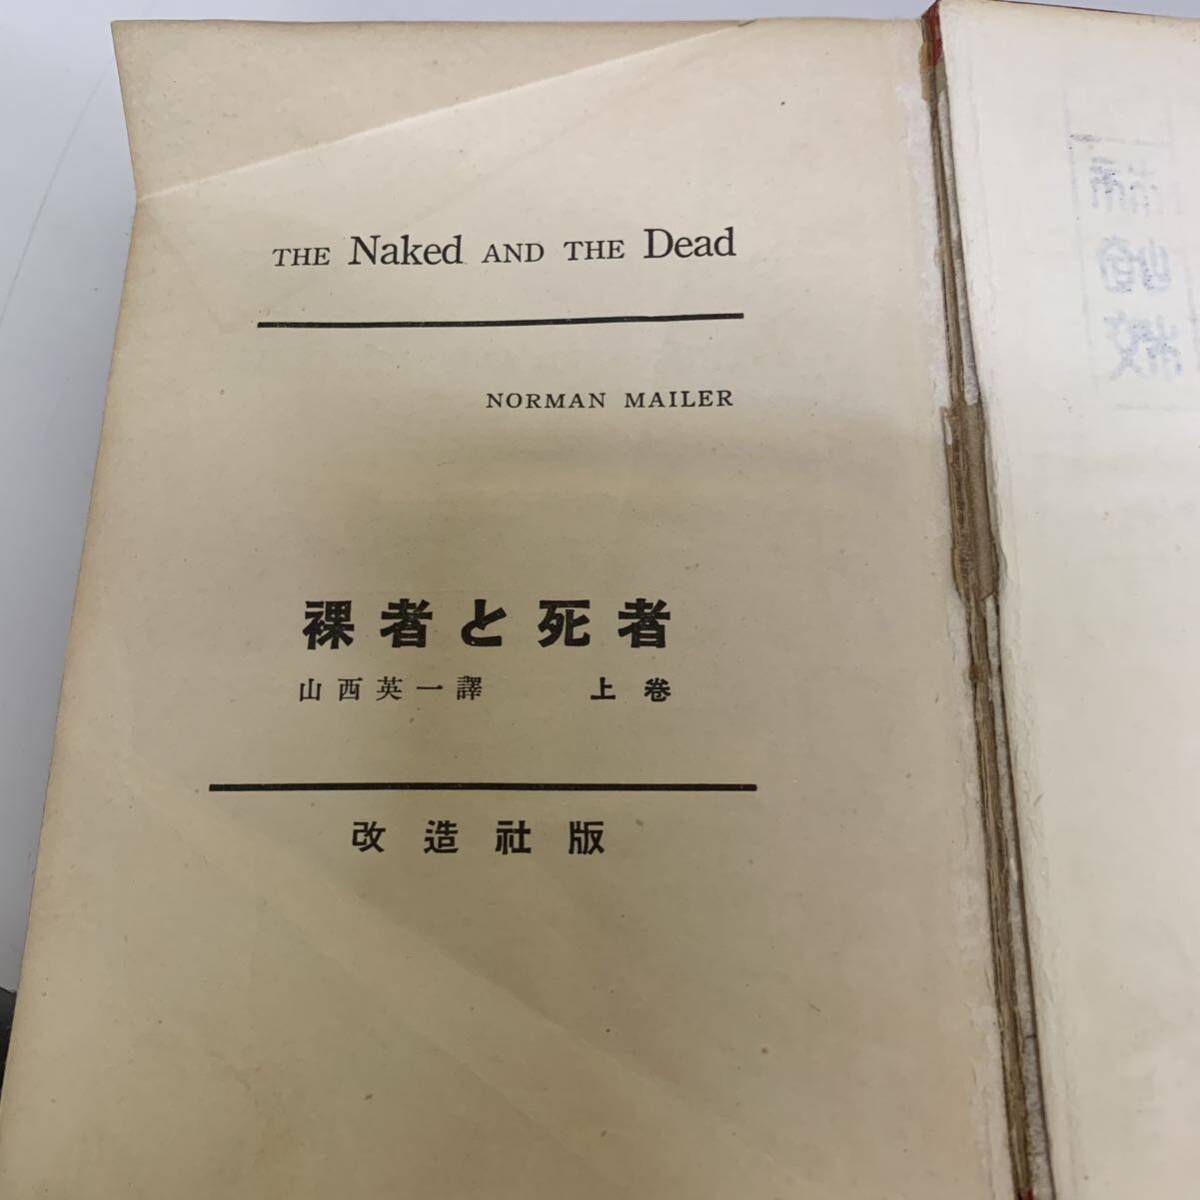 THE Naked AND THE Dead
NORMAN MAILER
裸者と死者
山西英一譯 上卷
改造社版